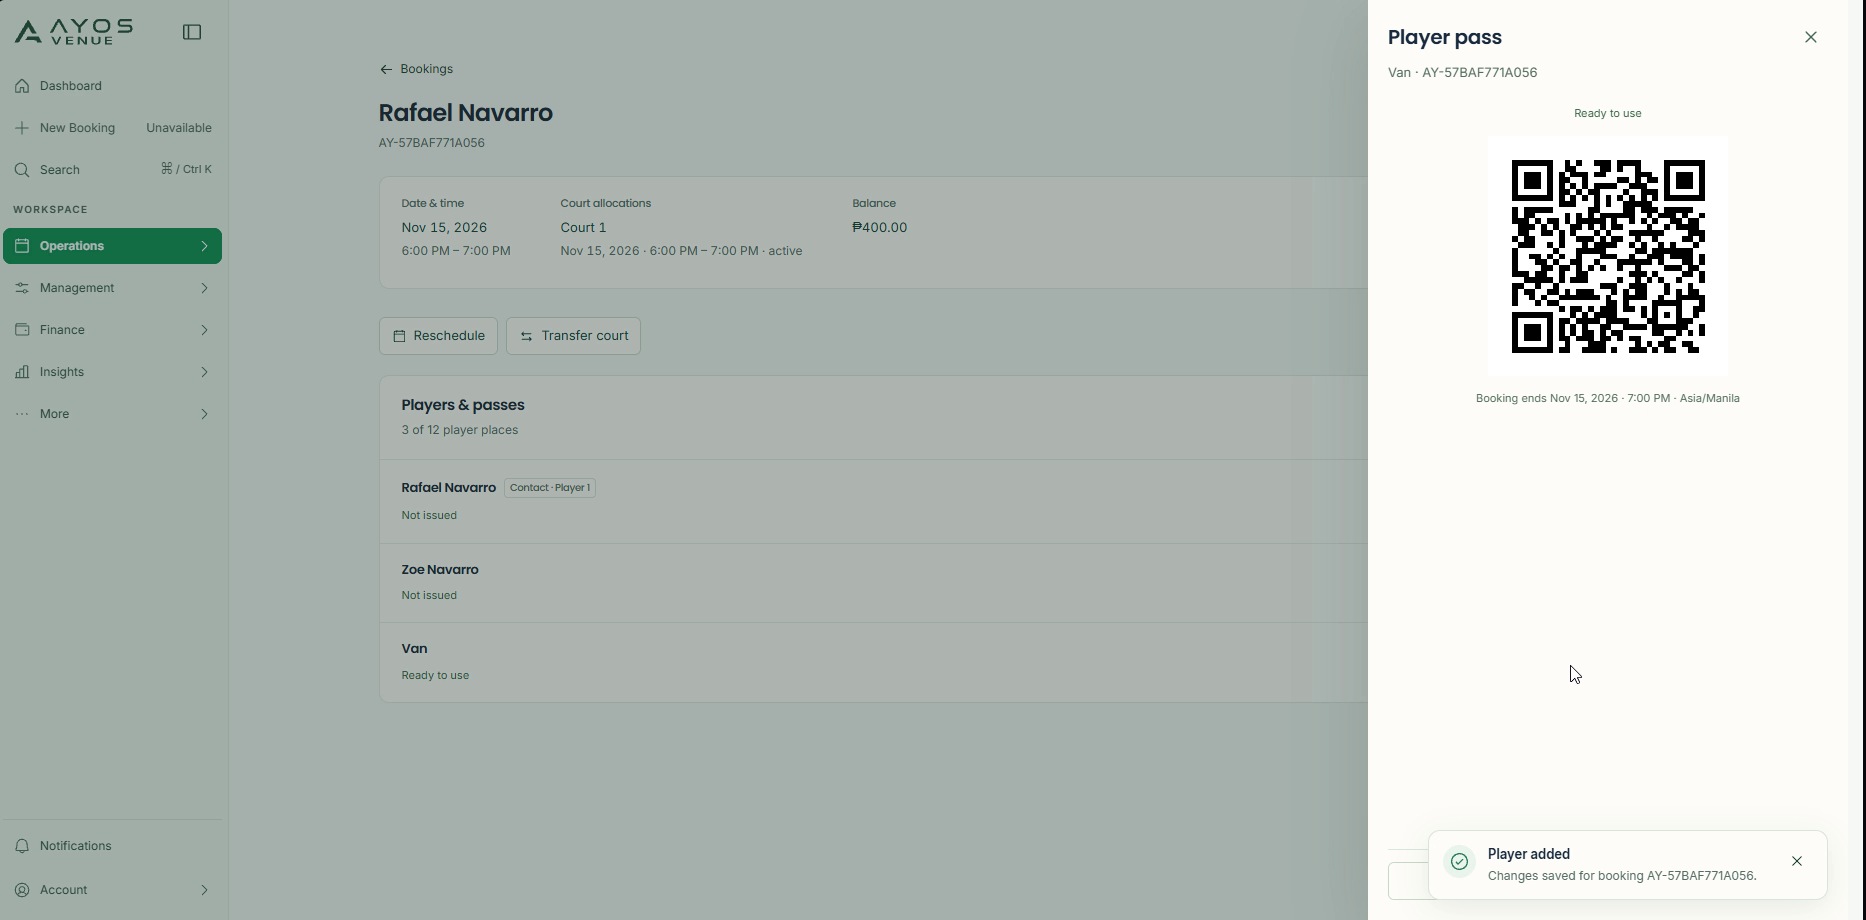 AYOS
VENUE
Dashboard
New Booking Unavailable
Search ⌘ / Ctrl K
WORKSPACE
Operations
Management
Finance
Insights
More
Notifications
Account
Bookings
Rafael Navarro
AY-57BAF771A056
Date & time Court allocations Balance
Nov 15, 2026 Court 1 ₱400.00
6:00 PM – 7:00 PM Nov 15, 2026 · 6:00 PM – 7:00 PM · active
Reschedule Transfer court
Players & passes
3 of 12 player places
Rafael Navarro Contact · Player 1
Not issued
Zoe Navarro
Not issued
Van
Ready to use
Player pass
Van · AY-57BAF771A056
Ready to use
Booking ends Nov 15, 2026 · 7:00 PM · Asia/Manila
Player added
Changes saved for booking AY-57BAF771A056.